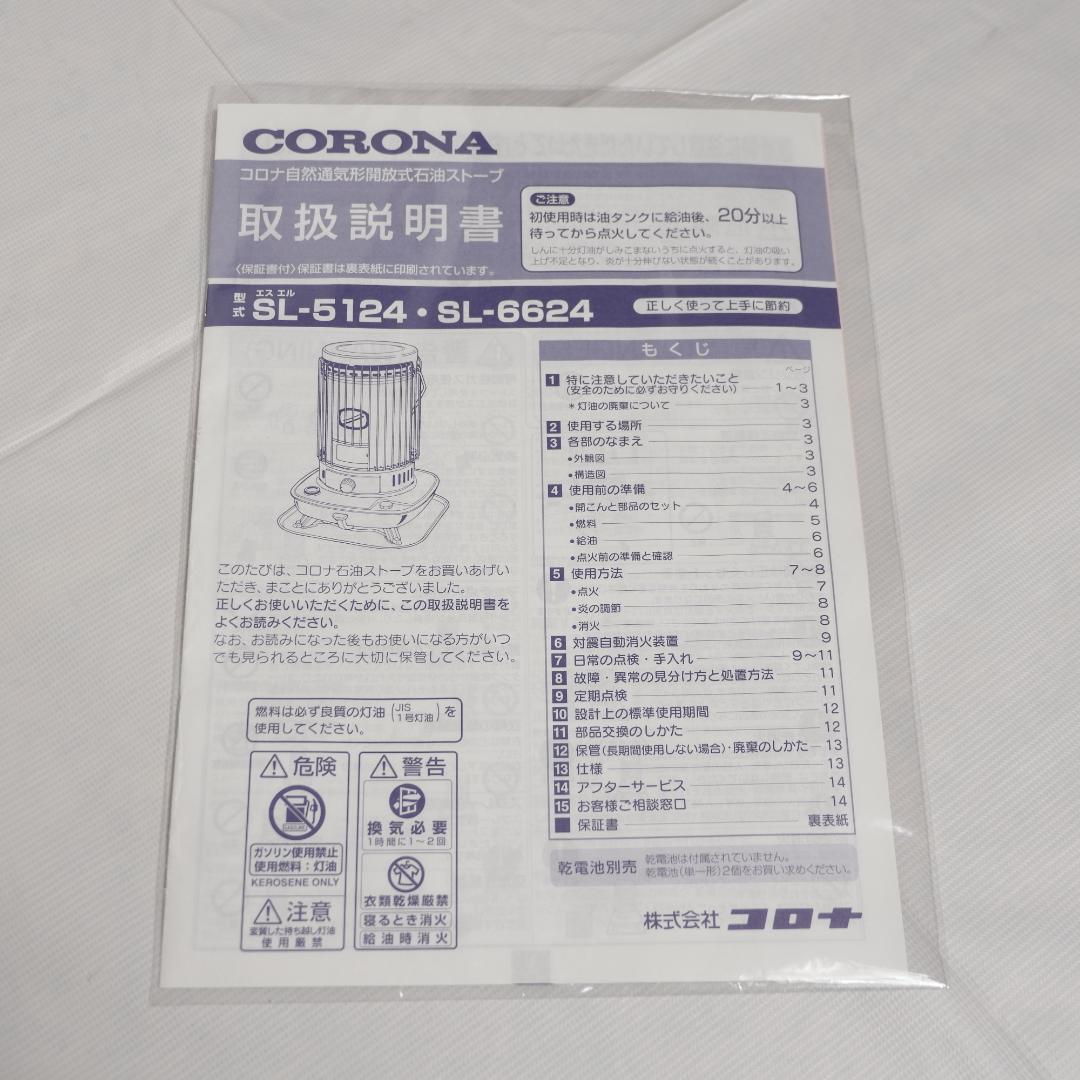 CORONA
コロナ自然通気形開放式石油ストーブ
取扱説明書
〈保証書付〉保証書は裏表紙に印刷されています。
ご注意
初使用時は油タンクに給油後、20分以上
待ってから点火してください。
しんに十分灯油がしみこまないうちに点火すると、灯油の吸い
上げ不足となり、炎が十分伸びない状態が続くことがあります。
エス エル
型式 SL-5124・SL-6624
正しく使って上手に節約
このたびは、コロナ石油ストーブをお買いあげい
ただき、まことにありがとうございました。
正しくお使いいただくために、この取扱説明書を
よくお読みください。
なお、お読みになった後もお使いになる方がいつ
でも見られるところに大切に保管してください。
燃料は必ず良質の灯油(JIS 1号灯油)を
使用してください。
危険
GASOLINE
ガソリン使用禁止
使用燃料:灯油
KEROSENE ONLY
注意
変質した持ち越し灯油
使用厳禁
警告
換気必要
1時間に1〜2回
衣類乾燥厳禁
寝るとき消火
給油時消火
もくじ
ページ
1 特に注意していただきたいこと
(安全のために必ずお守りください) 1〜3
*灯油の廃棄について 3
2 使用する場所 3
3 各部のなまえ 3
•外観図 3
•構造図 3
4 使用前の準備 4〜6
•開こんと部品のセット 4
•燃料 5
•給油 6
•点火前の準備と確認 6
5 使用方法 7〜8
•点火 7
•炎の調節 8
•消火 8
6 対震自動消火装置 9
7 日常の点検・手入れ 9〜11
8 故障・異常の見分け方と処置方法 11
9 定期点検 11
10 設計上の標準使用期間 12
11 部品交換のしかた 12
12 保管(長期間使用しない場合)・廃棄のしかた 13
13 仕様 13
14 アフターサービス 14
15 お客様ご相談窓口 14
■ 保証書 裏表紙
乾電池別売
乾電池は付属されていません。
乾電池(単一形)2個をお買い求めください。
株式会社 コロナ